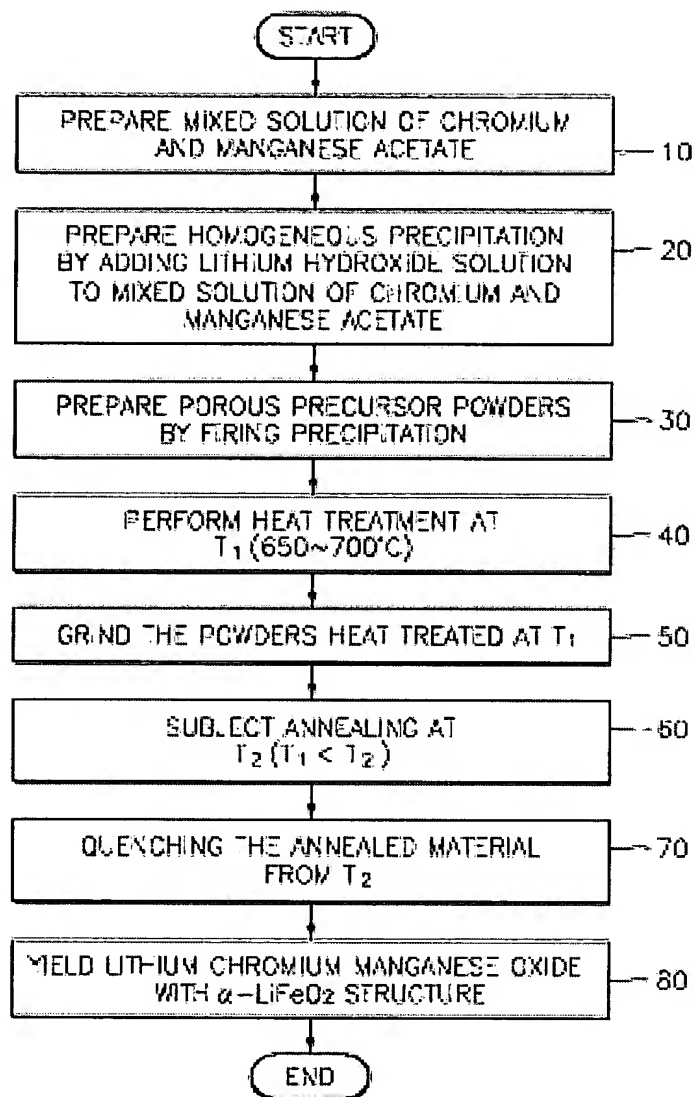 START
PREPARE MIXED SOLUTION OF CHROMIUM
AND MANGANESE ACETATE
10
PREPARE HOMOGENEOUS PRECIPITATION
BY ADDING LITHIUM HYDROXIDE SOLUTION
TO MIXED SOLUTION OF CHROMIUM AND
MANGANESE ACETATE
20
PREPARE POROUS PRECURSOR POWDERS
BY FIRING PRECIPITATION
30
PERFORM HEAT TREATMENT AT
T₁ (650~700°C)
40
GRIND THE POWDERS HEAT TREATED AT T₁
50
SUBJECT ANNEALING AT
T₂ (T₁ < T₂)
60
QUENCHING THE ANNEALED MATERIAL
FROM T₂
70
YIELD LITHIUM CHROMIUM MANGANESE OXIDE
WITH α-LiFeO₂ STRUCTURE
80
END